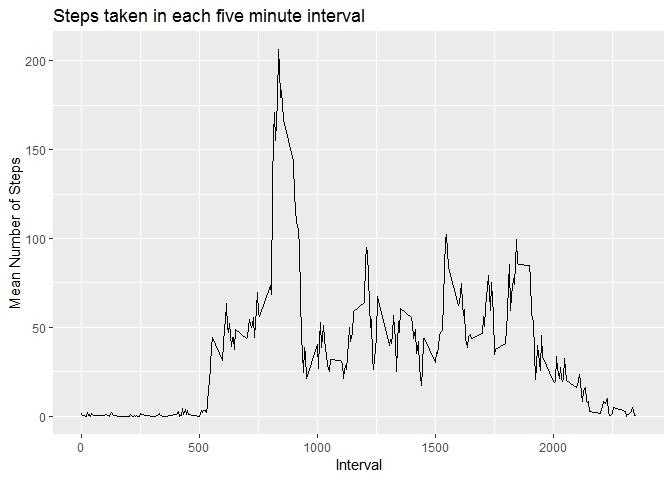 Steps taken in each five minute interval
Mean Number of Steps
200
150
100
50
0
0 500 1000 1500 2000
Interval